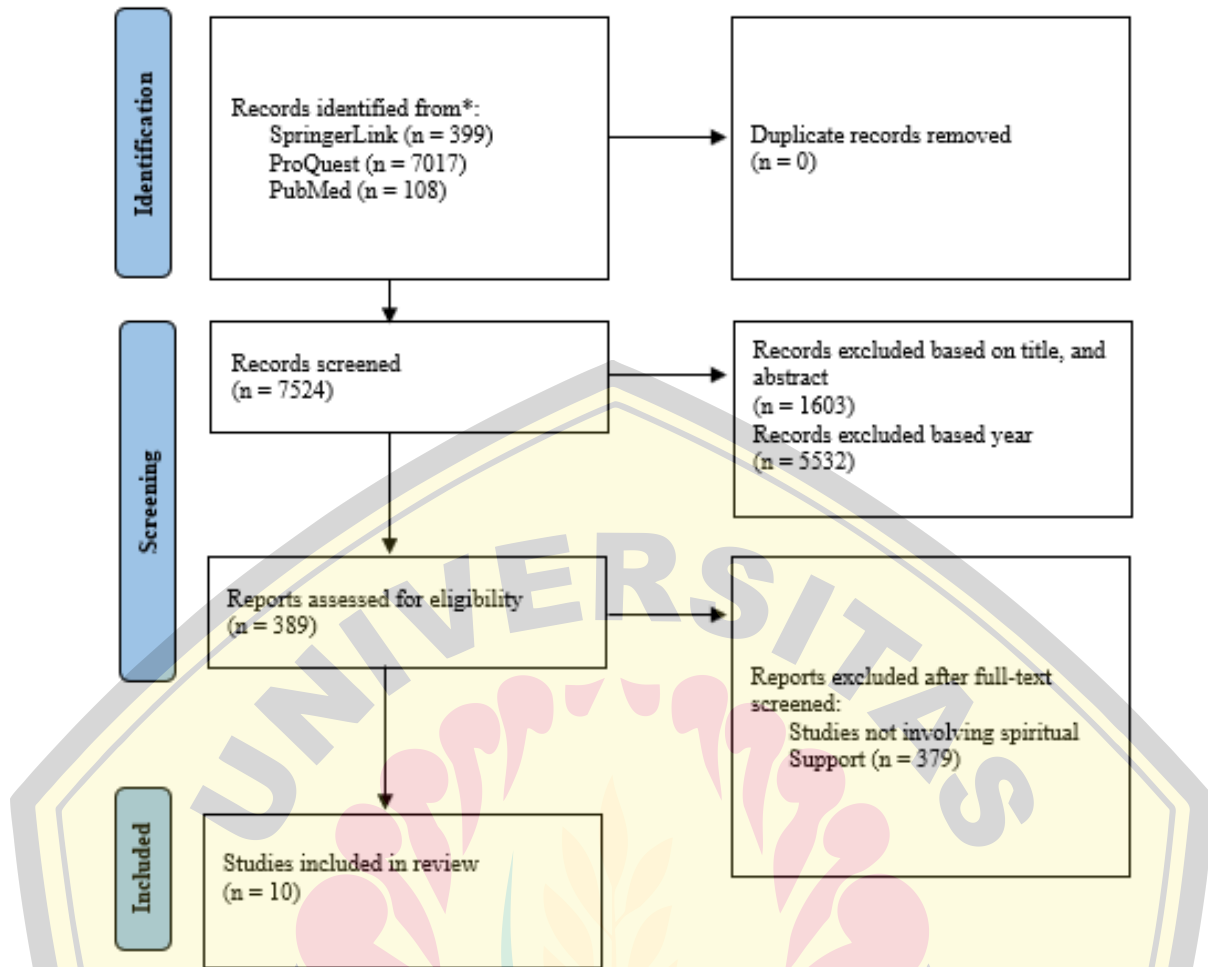 Identification
Records identified from*:
SpringerLink (n = 399)
ProQuest (n = 7017)
PubMed (n = 108)
Duplicate records removed
(n = 0)
Screening
Records screened
(n = 7524)
Records excluded based on title, and
abstract
(n = 1603)
Records excluded based year
(n = 5532)
Reports assessed for eligibility
(n = 389)
Reports excluded after full-text
screened:
Studies not involving spiritual
Support (n = 379)
Included
Studies included in review
(n = 10)
UNIVERSITAS